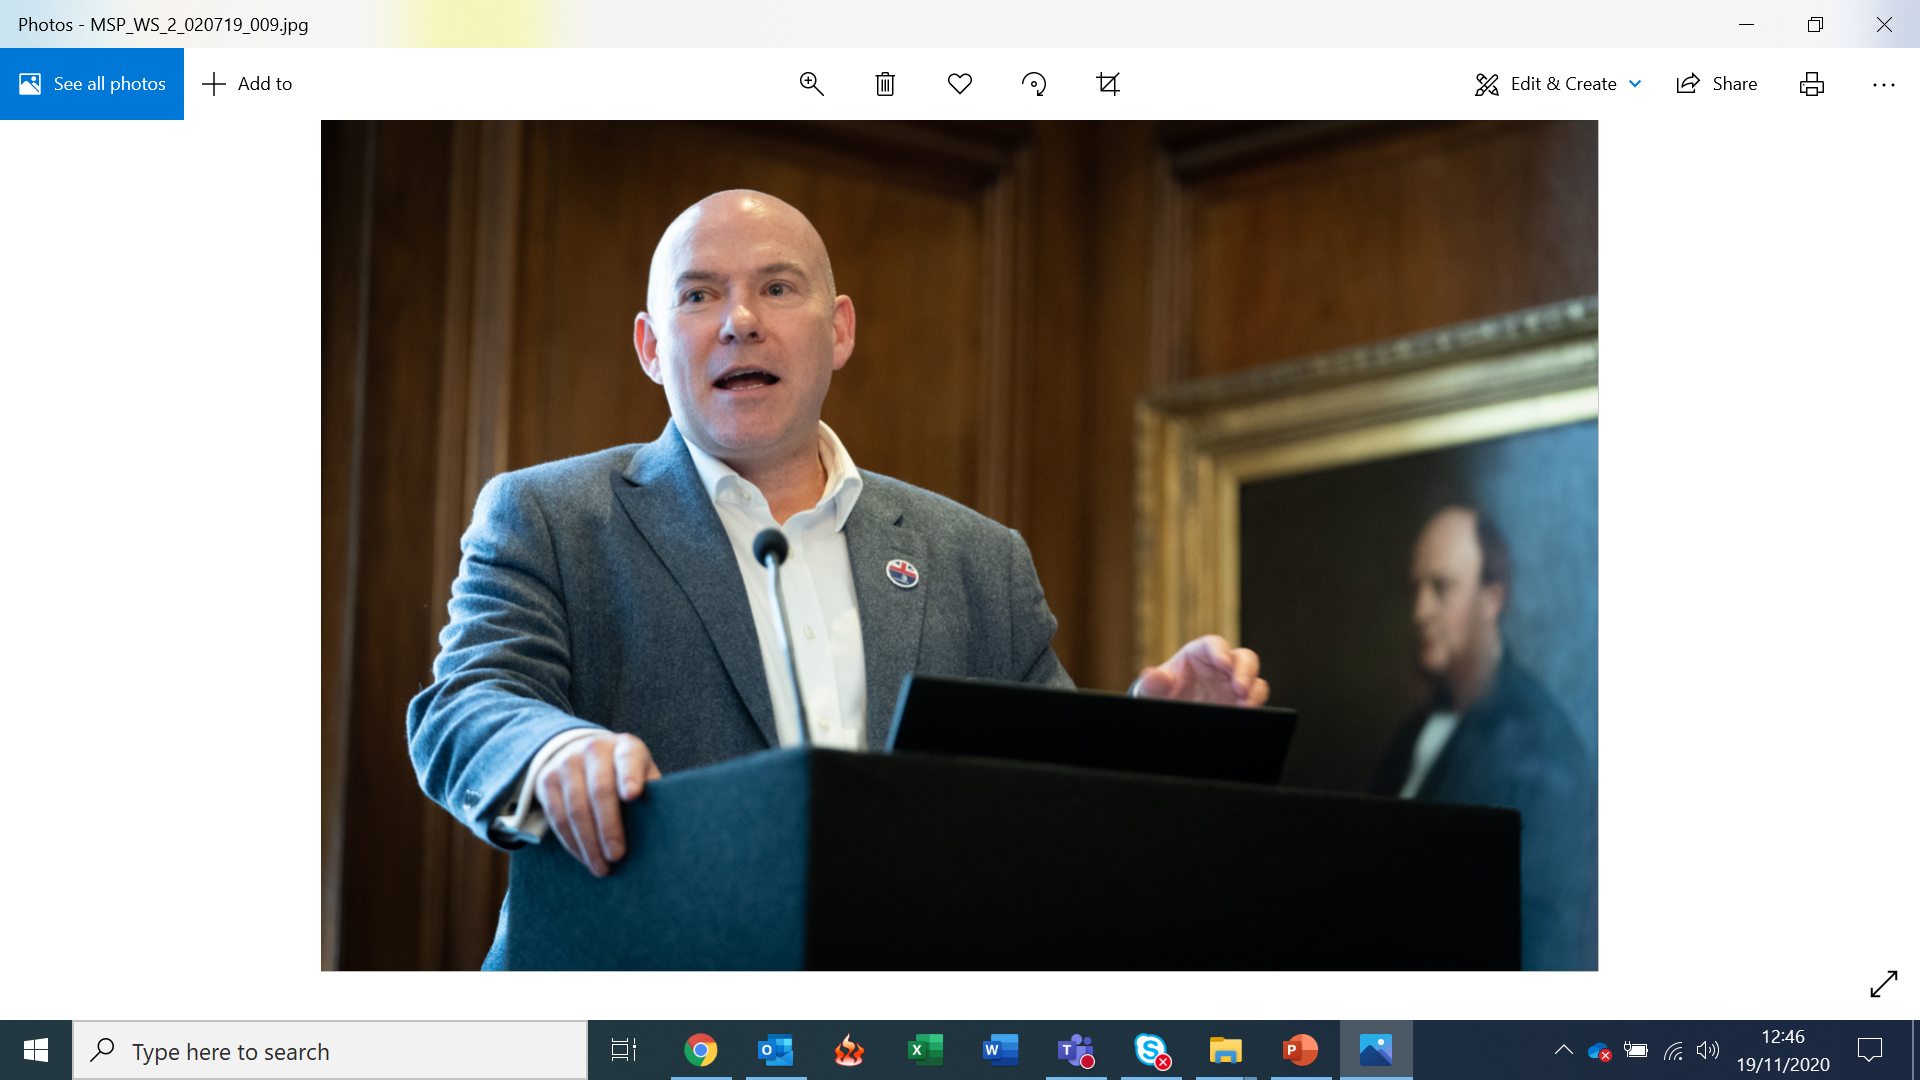 Photos - MSP_WS_2_020719_009.jpg
See all photos
Add to
Edit & Create
Share
Type here to search
12:46
19/11/2020